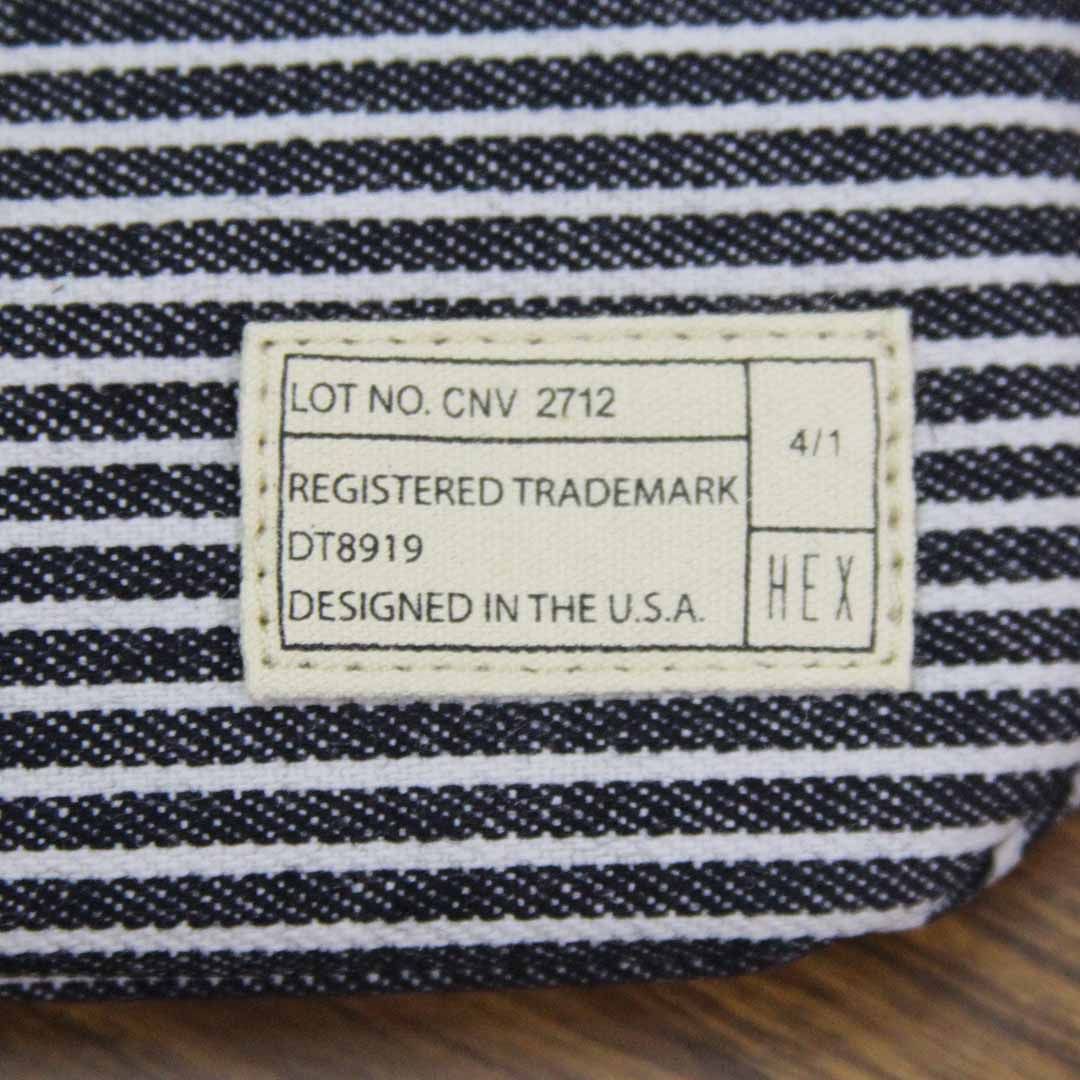 LOT NO. CNV 2712
4/1
REGISTERED TRADEMARK
DT8919
DESIGNED IN THE U.S.A.
HEX